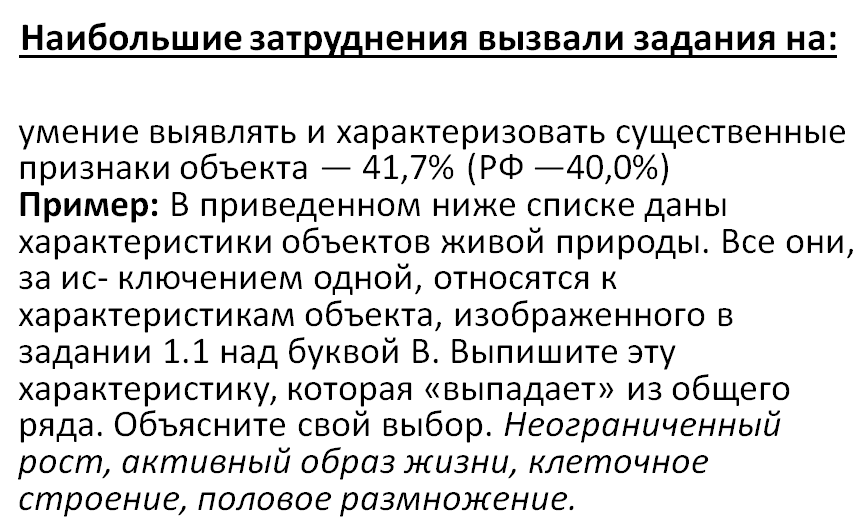 Наибольшие затруднения вызвали задания на:
умение выявлять и характеризовать существенные
признаки объекта — 41,7% (РФ —40,0%)
Пример: В приведенном ниже списке даны
характеристики объектов живой природы. Все они,
за ис- ключением одной, относятся к
характеристикам объекта, изображенного в
задании 1.1 над буквой В. Выпишите эту
характеристику, которая «выпадает» из общего
ряда. Объясните свой выбор. Неограниченный
рост, активный образ жизни, клеточное
строение, половое размножение.